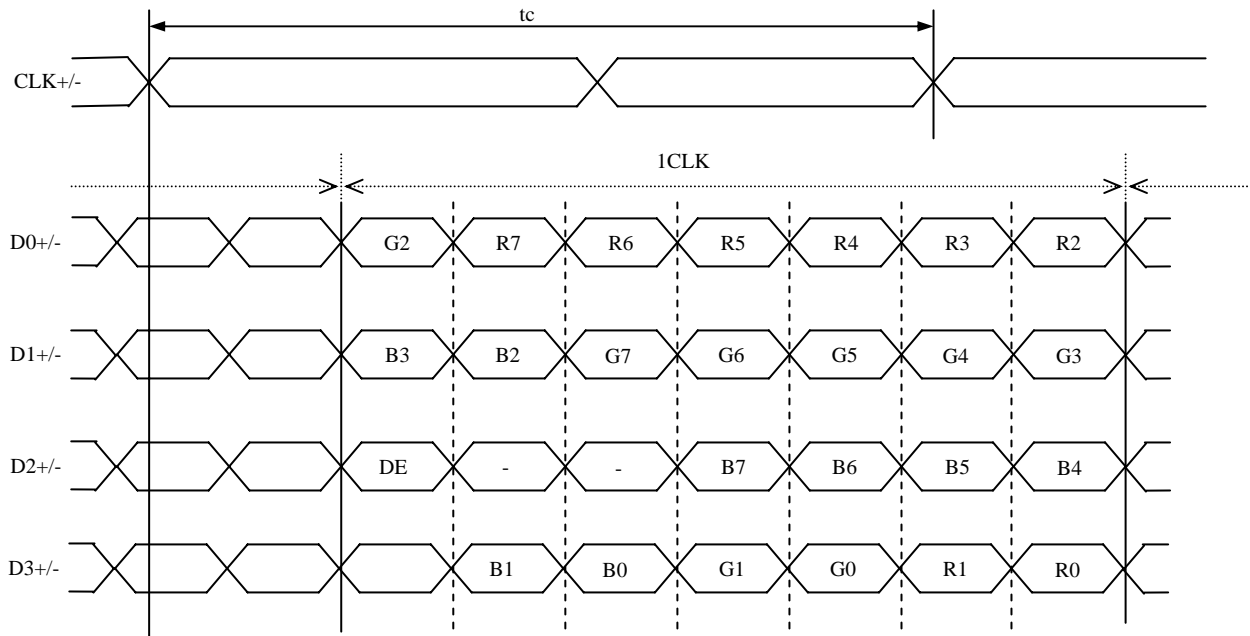 tc
CLK+/-
1CLK
D0+/- G2 R7 R6 R5 R4 R3 R2
D1+/- B3 B2 G7 G6 G5 G4 G3
D2+/- DE - - B7 B6 B5 B4
D3+/- B1 B0 G1 G0 R1 R0